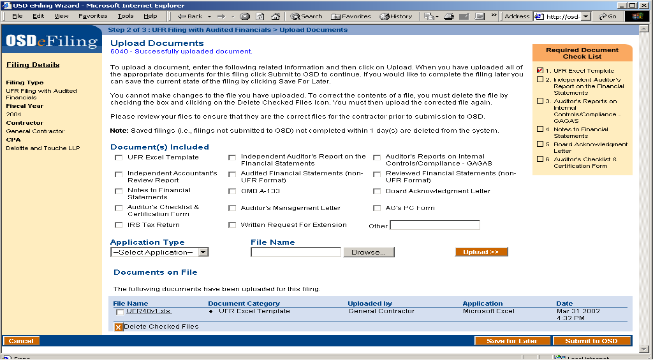 OSD eFiling Wizard - Microsoft Internet Explorer
File Edit View Favorites Tools Help Back Search Favorites History Address http://osd Go
OSDeFiling
Step 2 of 3 : UFR Filing with Audited Financials > Upload Documents
Filing Details
Filing Type
UFR Filing with Audited
Financials
Fiscal Year
2001
Contractor
General Contractor
CPA
Deloitte and Touche LLP
Upload Documents
6040 - Successfully uploaded document.
To upload a document, enter the following related information and then click on Upload. When you have uploaded all of
the appropriate documents for this filing click Submit to OSD to continue. If you would like to complete the filing later you
can save the current state of the filing by clicking Save For Later.
You cannot make changes to the file you have uploaded. To correct the contents of a file, you must delete the file by
checking the box and clicking on the Delete Checked Files icon. You must then upload the corrected file again.
Please review your files to ensure that they are the correct files for the contractor prior to submission to OSD.
Note: Saved filings (i.e., filings not submitted to OSD) not completed within 1 day(s) are deleted from the system.
Required Document
Check List
1. UFR Excel Template
2. Independent Auditor's
Report on the Financial
Statements
3. Auditor's Reports on
Internal
Controls/Compliance -
GAGAS
4. Notes to Financial
Statements
5. Board Acknowledgment
Letter
6. Auditor's Checklist &
Certification Form
Document(s) Included
UFR Excel Template
Independent Auditor's Report on the
Financial Statements
Auditor's Reports on Internal
Controls/Compliance - GAGAS
Independent Accountant's
Review Report
Audited Financial Statements (non-
UFR Format)
Reviewed Financial Statements (non-
UFR Format)
Notes to Financial
Statements
OMB A-133
Board Acknowledgment Letter
Auditor's Checklist &
Certification Form
Auditor's Management Letter
AG's PC Form
IRS Tax Return
Written Request For Extension
Other
Application Type
File Name
--Select Application--
Browse...
Upload >>
Documents on File
The following documents have been uploaded for this filing.
File Name Document Category Uploaded by Application Date
UFR40v1.xls UFR Excel Template General Contractor Microsoft Excel Mar 31 2002
4:32 PM
Delete Checked Files
Cancel Save for Later Submit to OSD
Local intranet